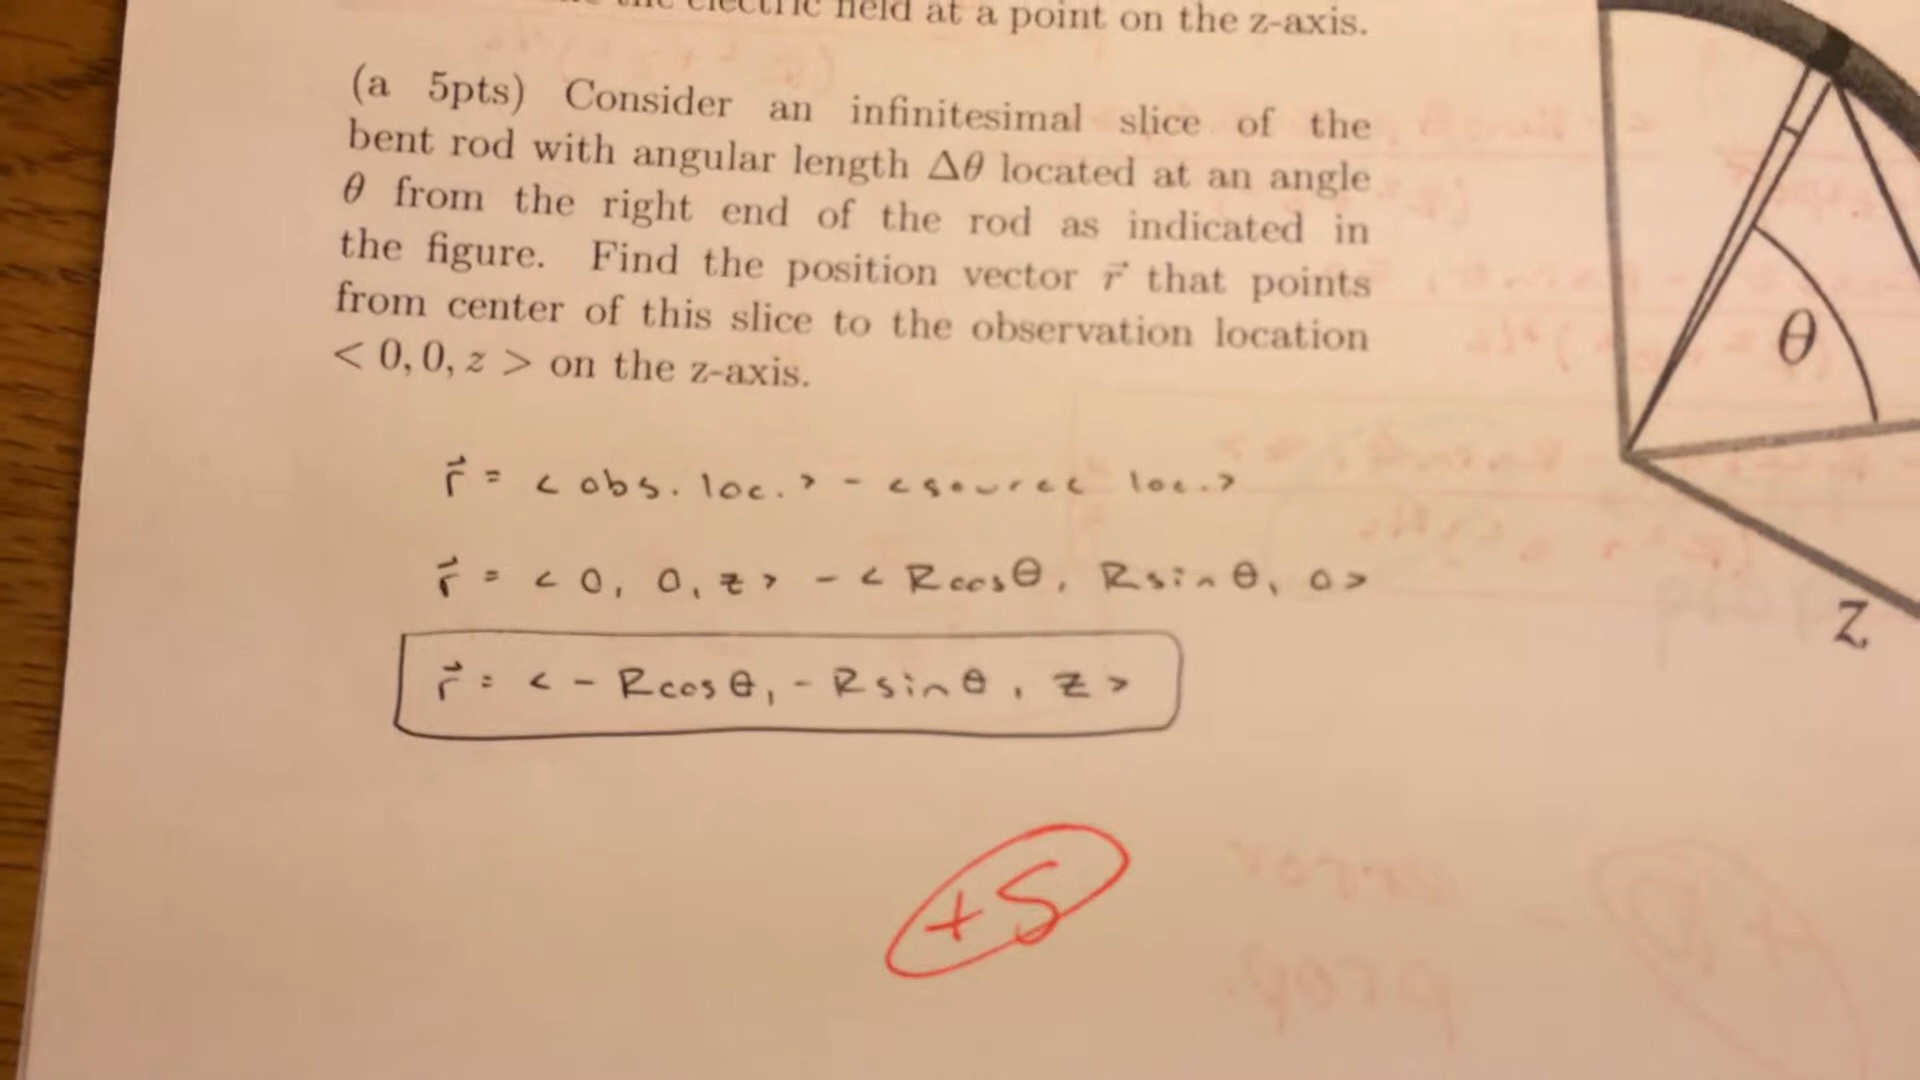 the electric field at a point on the z-axis.
(a 5pts) Consider an infinitesimal slice of the
bent rod with angular length Δθ located at an angle
θ from the right end of the rod as indicated in
the figure. Find the position vector r⃗ that points
from center of this slice to the observation location
< 0, 0, z > on the z-axis.
θ
r⃗ = < obs. loc. > - < source loc. >
r⃗ = < 0, 0, z > - < Rcosθ, Rsinθ, 0 >
z
r⃗ = < - Rcosθ, - Rsinθ, z >
+5